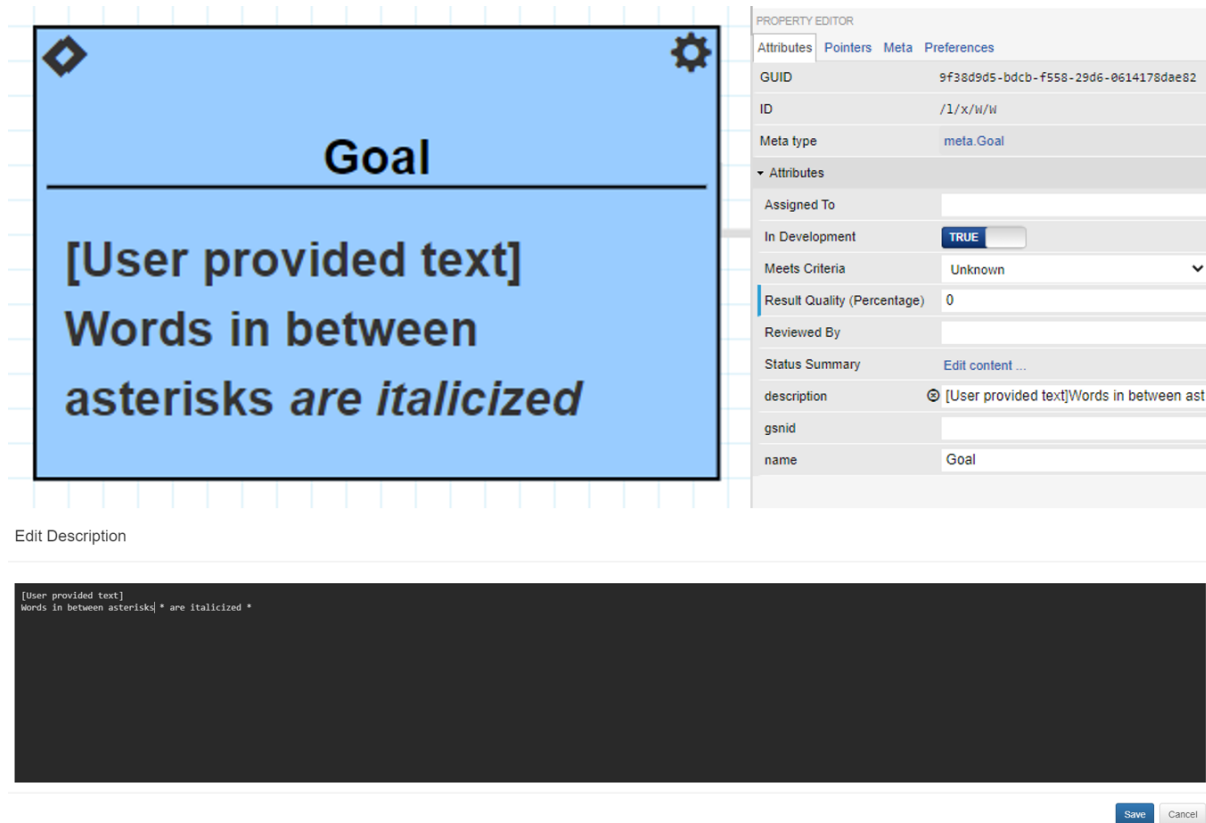 Goal
[User provided text]
Words in between
asterisks are italicized
PROPERTY EDITOR
Attributes Pointers Meta Preferences
GUID 9f38d9d5-bdcb-f558-29d6-0614178dae82
ID /l/x/W/W
Meta type meta.Goal
Attributes
Assigned To
In Development TRUE
Meets Criteria Unknown
Result Quality (Percentage) 0
Reviewed By
Status Summary Edit content ...
description [User provided text]Words in between ast
gsnid
name Goal
Edit Description
[User provided text]
Words in between asterisks * are italicized *
Save Cancel